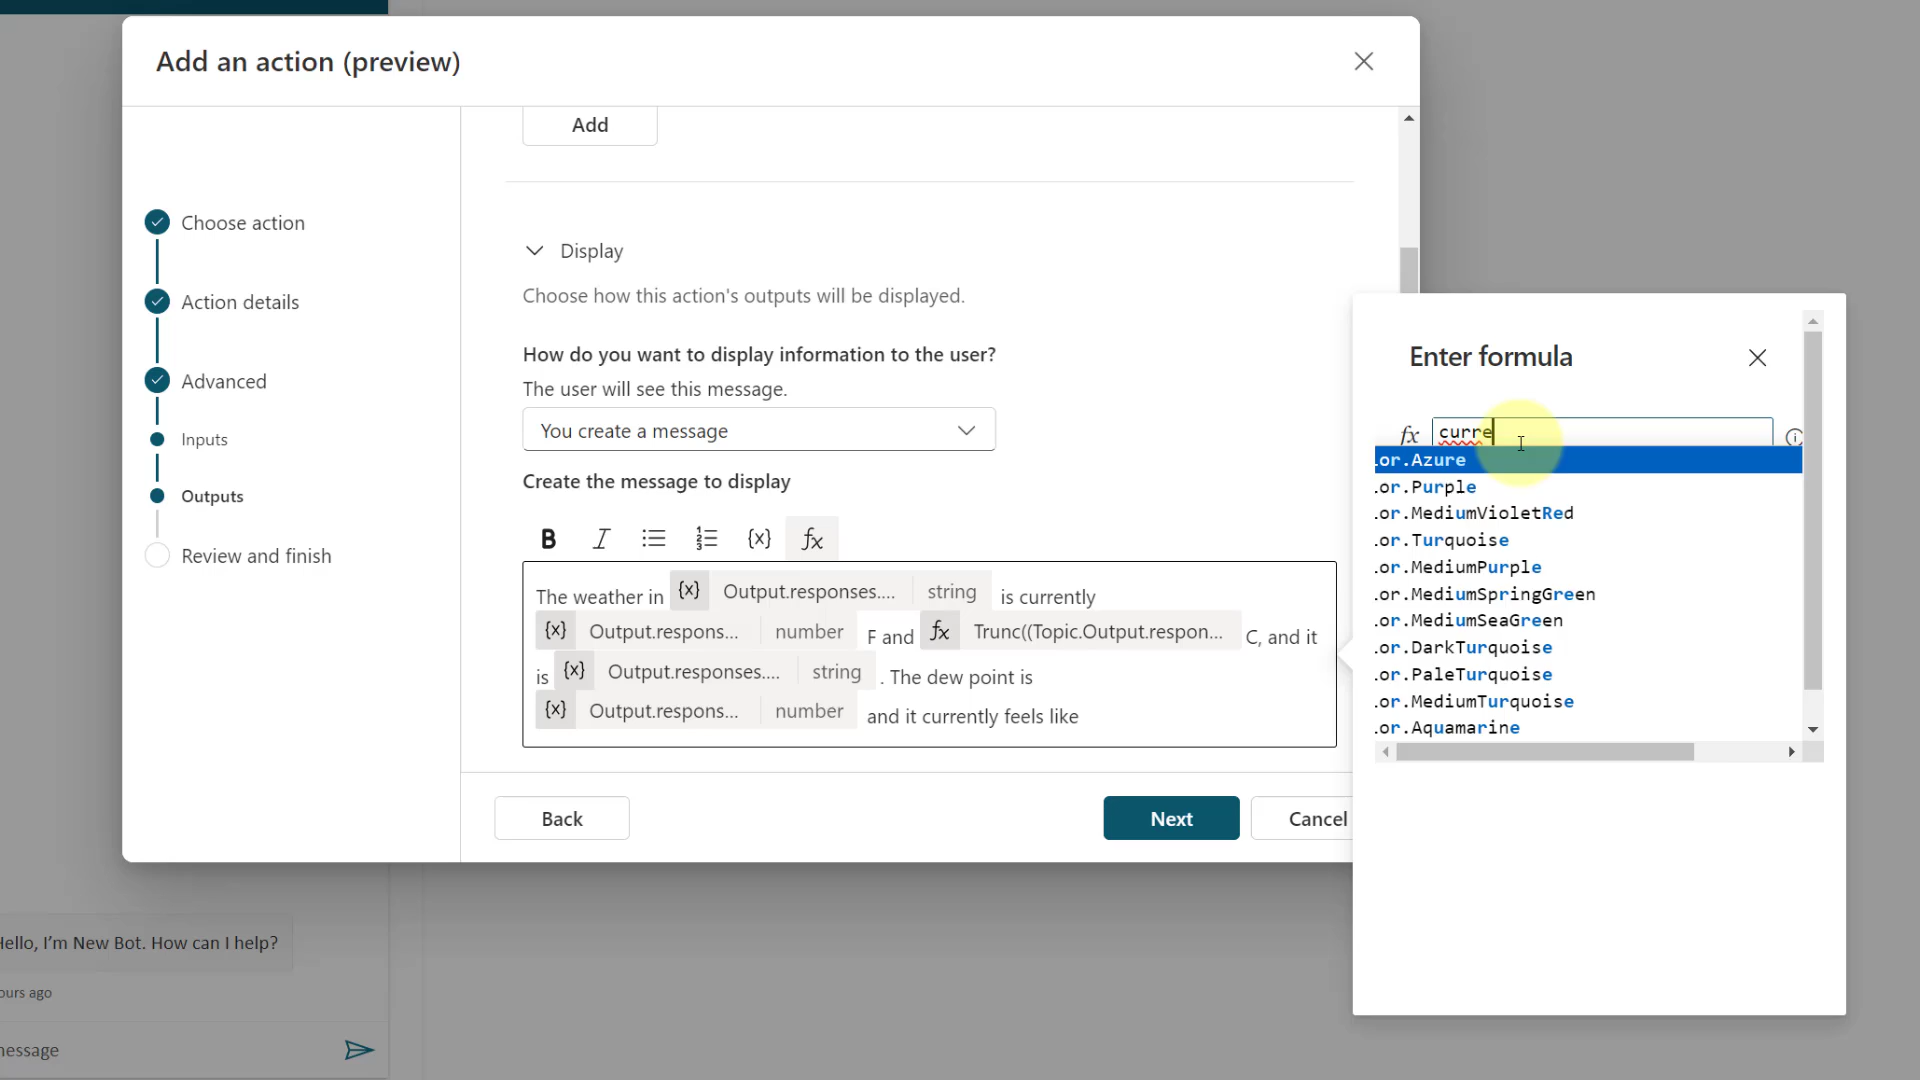 Add an action (preview)
Add
Choose action
Action details
Advanced
Inputs
Outputs
Review and finish
Display
Choose how this action's outputs will be displayed.
How do you want to display information to the user?
The user will see this message.
You create a message
Create the message to display
B I {x} fx
The weather in {x} Output.responses.... string is currently
{x} Output.respons... number F and fx Trunc((Topic.Output.respon... C, and it
is {x} Output.responses.... string . The dew point is
{x} Output.respons... number and it currently feels like
Back
Next
Cancel
Enter formula
fx curre
.or.Azure
.or.Purple
.or.MediumVioletRed
.or.Turquoise
.or.MediumPurple
.or.MediumSpringGreen
.or.MediumSeaGreen
.or.DarkTurquoise
.or.PaleTurquoise
.or.MediumTurquoise
.or.Aquamarine
Hello, I'm New Bot. How can I help?
ours ago
message